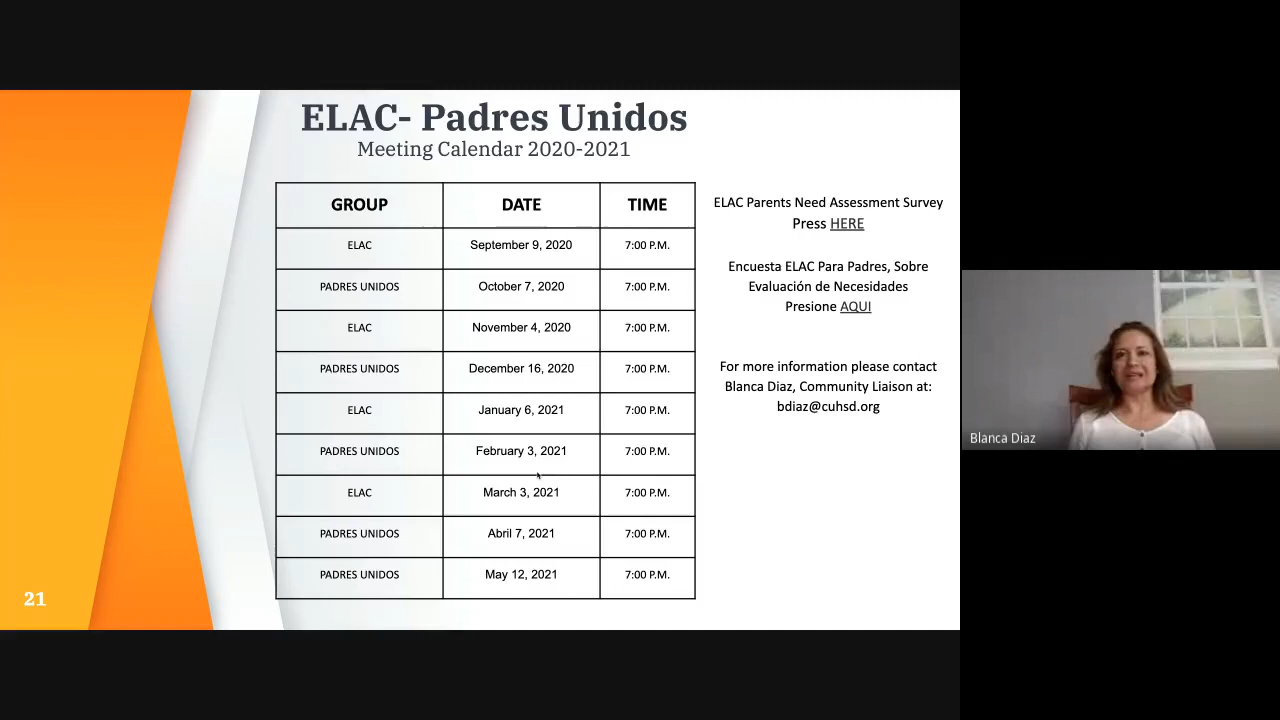 ELAC- Padres Unidos
Meeting Calendar 2020-2021
GROUP DATE TIME
ELAC September 9, 2020 7:00 P.M.
PADRES UNIDOS October 7, 2020 7:00 P.M.
ELAC November 4, 2020 7:00 P.M.
PADRES UNIDOS December 16, 2020 7:00 P.M.
ELAC January 6, 2021 7:00 P.M.
PADRES UNIDOS February 3, 2021 7:00 P.M.
ELAC March 3, 2021 7:00 P.M.
PADRES UNIDOS Abril 7, 2021 7:00 P.M.
PADRES UNIDOS May 12, 2021 7:00 P.M.
ELAC Parents Need Assessment Survey
Press HERE
Encuesta ELAC Para Padres, Sobre
Evaluación de Necesidades
Presione AQUI
For more information please contact
Blanca Diaz, Community Liaison at:
bdiaz@cuhsd.org
21
Blanca Diaz